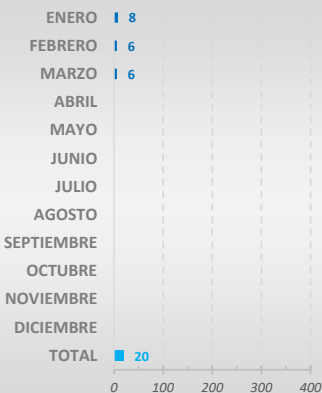 ENERO 8
FEBRERO 6
MARZO 6
ABRIL
MAYO
JUNIO
JULIO
AGOSTO
SEPTIEMBRE
OCTUBRE
NOVIEMBRE
DICIEMBRE
TOTAL 20
0 100 200 300 400